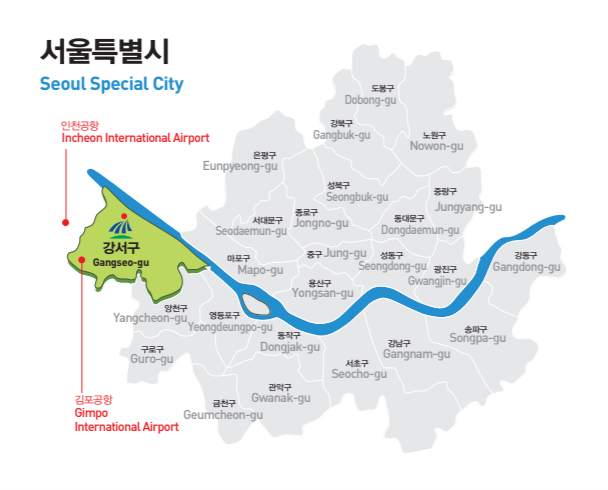 서울특별시
Seoul Special City
도봉구
Dobong-gu
인천공항
Incheon International Airport
강북구
Gangbuk-gu
노원구
Nowon-gu
은평구
Eunpyeong-gu
성북구
Seongbuk-gu
중랑구
Jungyang-gu
종로구
Jongno-gu
서대문구
Seodaemun-gu
동대문구
Dongdaemun-gu
강서구
Gangseo-gu
마포구
Mapo-gu
중구 Jung-gu
성동구
Seongdong-gu
광진구
Gwangjin-gu
강동구
Gangdong-gu
용산구
Yongsan-gu
양천구
Yangcheon-gu
영등포구
Yeongdeungpo-gu
동작구
Dongjak-gu
송파구
Songpa-gu
강남구
Gangnam-gu
구로구
Guro-gu
서초구
Seocho-gu
관악구
Gwanak-gu
금천구
Geumcheon-gu
김포공항
Gimpo
International Airport